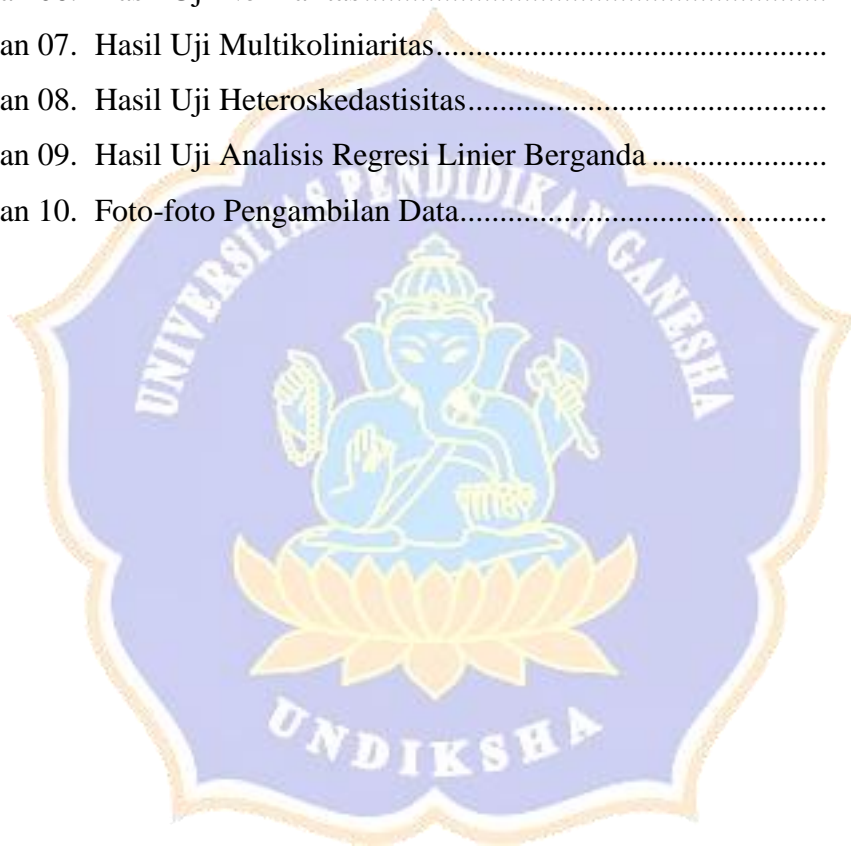 an 07. Hasil Uji Multikoliniaritas
an 08. Hasil Uji Heteroskedastisitas
an 09. Hasil Uji Analisis Regresi Linier Berganda
an 10. Foto-foto Pengambilan Data
UNIVERSITAS PENDIDIKAN GANESHA
UNDIKSHA